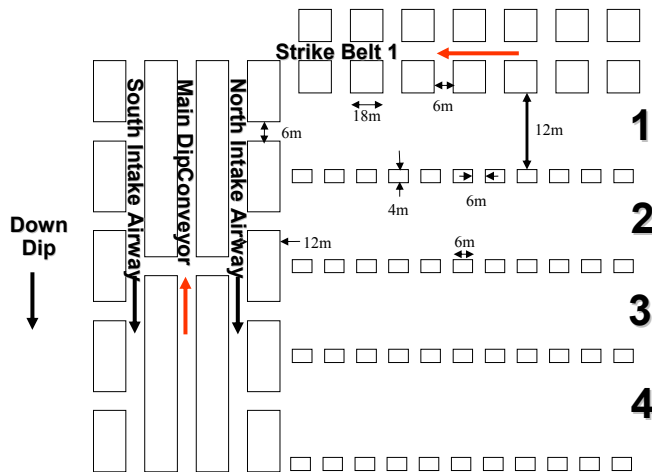 Strike Belt 1
South Intake Airway
Main DipConveyor
North Intake Airway
6m
18m
12m
1
6m
4m
6m
2
Down
Dip
12m
6m
3
4